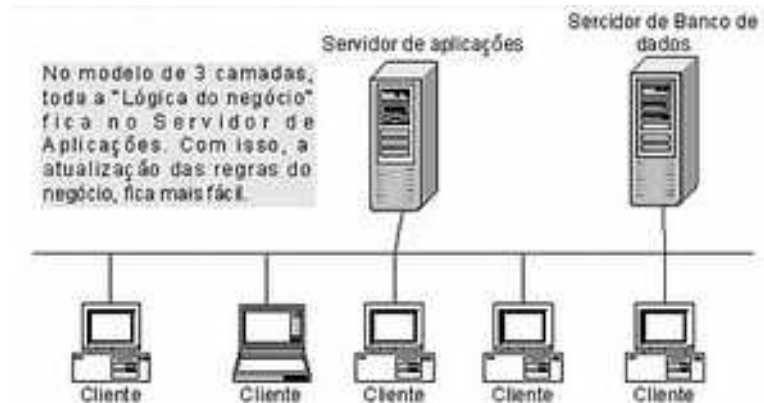 Servidor de aplicações
Sercidor de Banco de
dados
No modelo de 3 camadas,
toda a "Lógica do negócio"
fica no Servidor de
Aplicações. Com isso, a
atualização das regras do
negócio, fica mais fácil.
Cliente
Cliente
Cliente
Cliente
Cliente